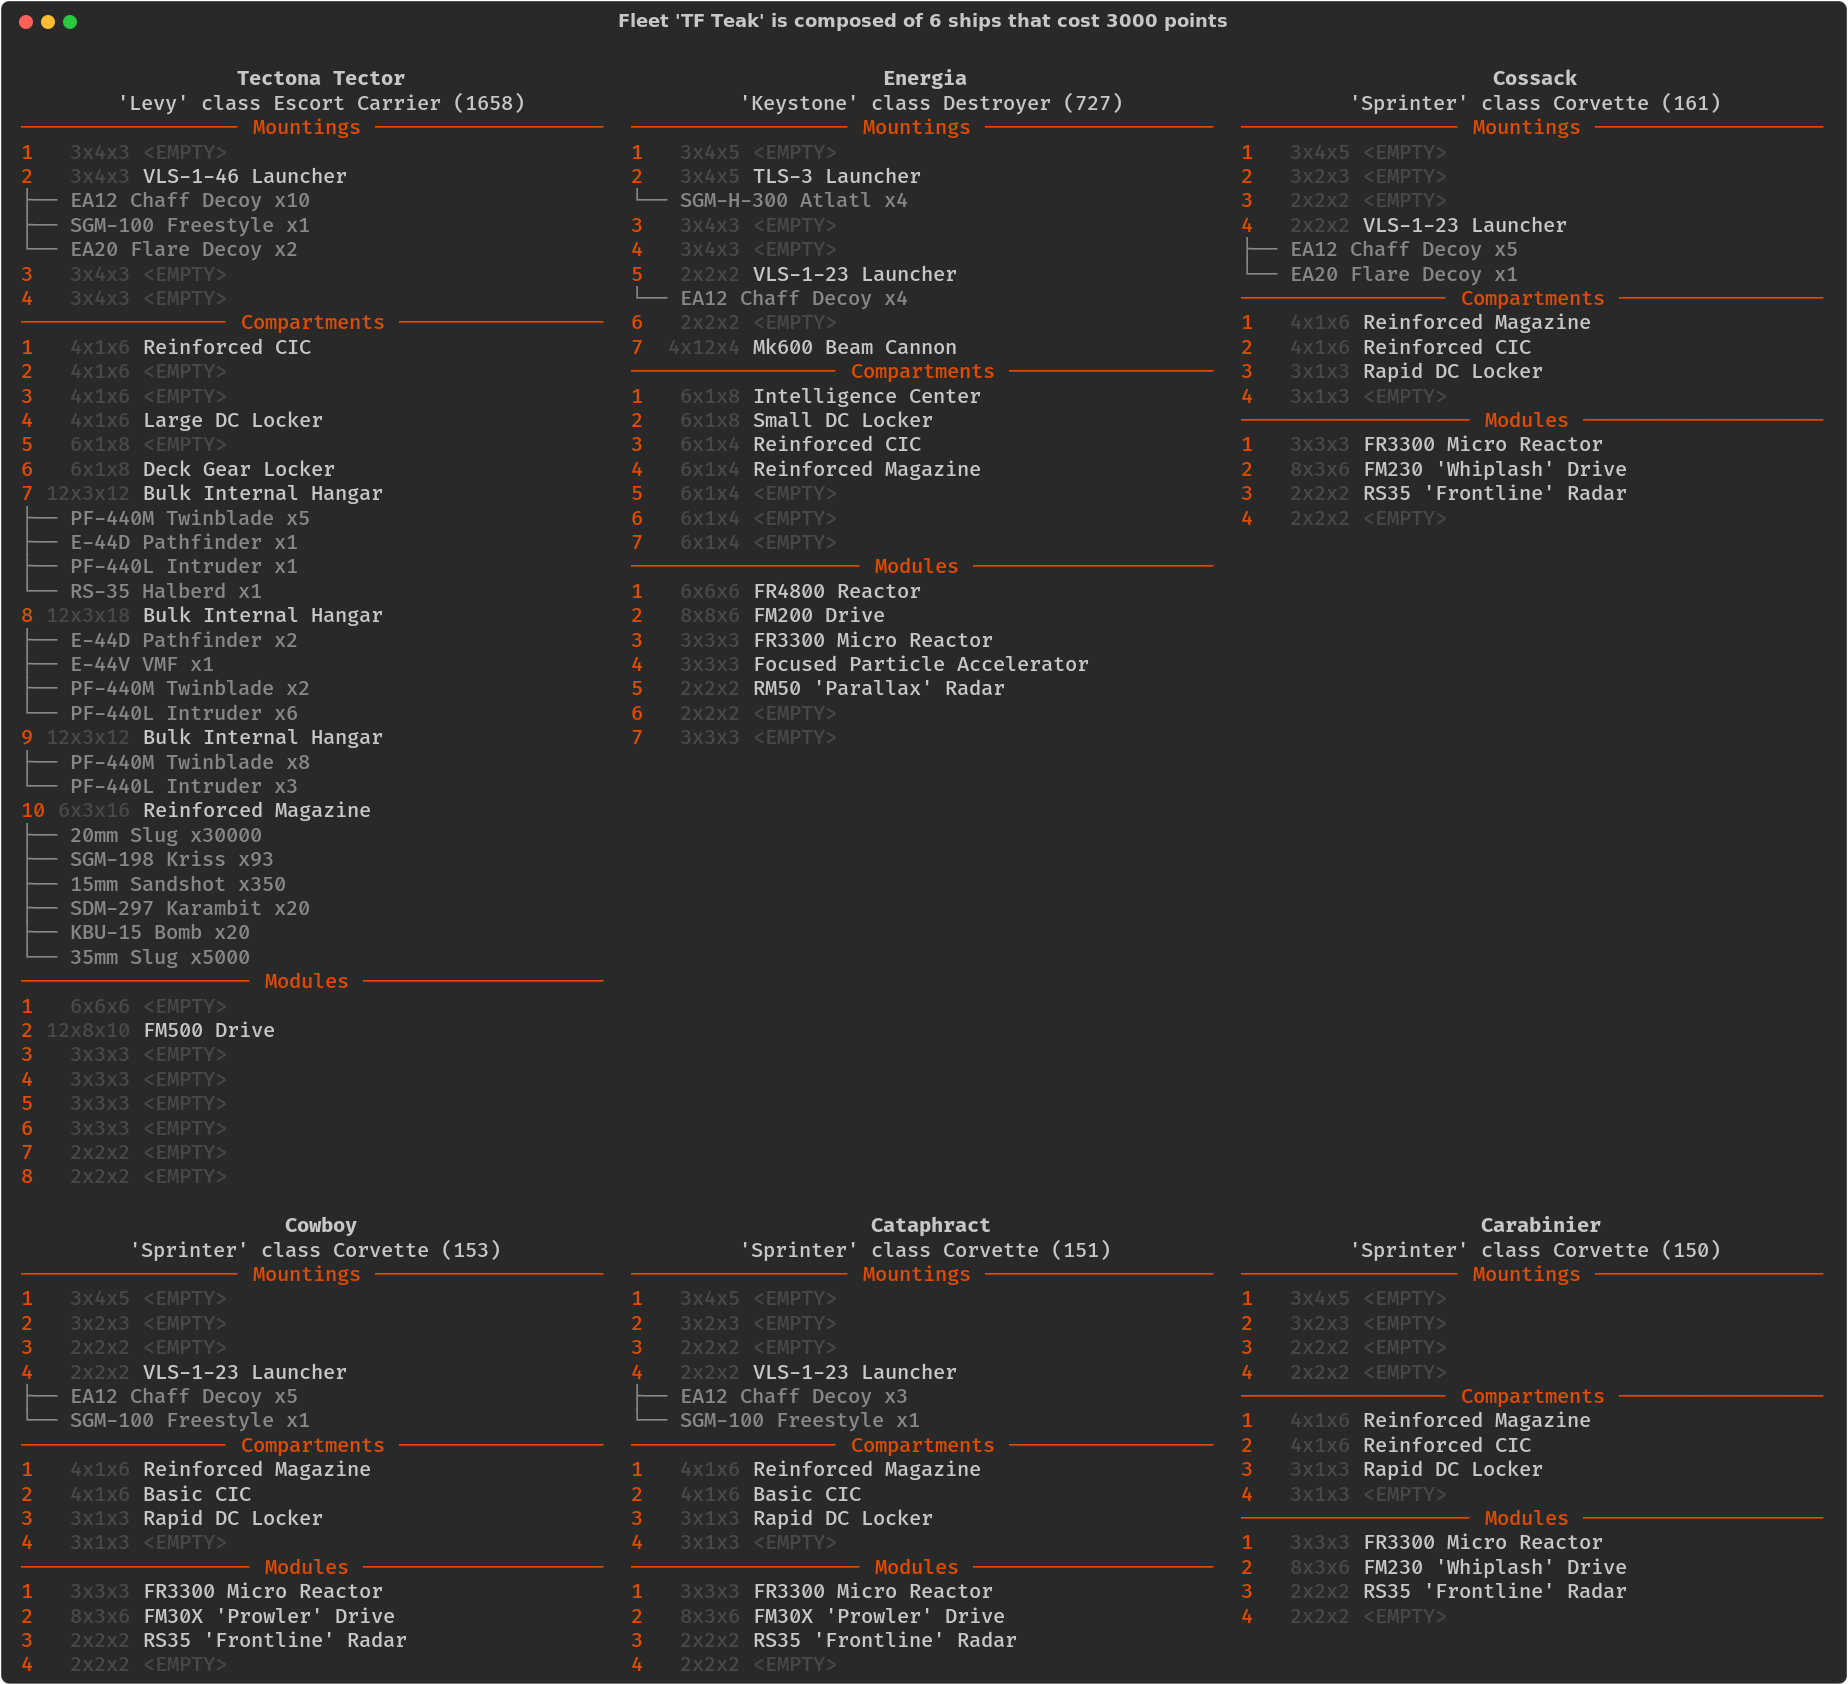 Fleet 'TF Teak' is composed of 6 ships that cost 3000 points
Tectona Tector
'Levy' class Escort Carrier (1658)
Mountings
1 3x4x3 <EMPTY>
2 3x4x3 VLS-1-46 Launcher
├── EA12 Chaff Decoy x10
├── SGM-100 Freestyle x1
└── EA20 Flare Decoy x2
3 3x4x3 <EMPTY>
4 3x4x3 <EMPTY>
Compartments
1 4x1x6 Reinforced CIC
2 4x1x6 <EMPTY>
3 4x1x6 <EMPTY>
4 4x1x6 Large DC Locker
5 6x1x8 <EMPTY>
6 6x1x8 Deck Gear Locker
7 12x3x12 Bulk Internal Hangar
├── PF-440M Twinblade x5
├── E-44D Pathfinder x1
├── PF-440L Intruder x1
└── RS-35 Halberd x1
8 12x3x18 Bulk Internal Hangar
├── E-44D Pathfinder x2
├── E-44V VMF x1
├── PF-440M Twinblade x2
└── PF-440L Intruder x6
9 12x3x12 Bulk Internal Hangar
├── PF-440M Twinblade x8
└── PF-440L Intruder x3
10 6x3x16 Reinforced Magazine
├── 20mm Slug x30000
├── SGM-198 Kriss x93
├── 15mm Sandshot x350
├── SDM-297 Karambit x20
├── KBU-15 Bomb x20
└── 35mm Slug x5000
Modules
1 6x6x6 <EMPTY>
2 12x8x10 FM500 Drive
3 3x3x3 <EMPTY>
4 3x3x3 <EMPTY>
5 3x3x3 <EMPTY>
6 3x3x3 <EMPTY>
7 2x2x2 <EMPTY>
8 2x2x2 <EMPTY>
Energia
'Keystone' class Destroyer (727)
Mountings
1 3x4x5 <EMPTY>
2 3x4x5 TLS-3 Launcher
└── SGM-H-300 Atlatl x4
3 3x4x3 <EMPTY>
4 3x4x3 <EMPTY>
5 2x2x2 VLS-1-23 Launcher
└── EA12 Chaff Decoy x4
6 2x2x2 <EMPTY>
7 4x12x4 Mk600 Beam Cannon
Compartments
1 6x1x8 Intelligence Center
2 6x1x8 Small DC Locker
3 6x1x4 Reinforced CIC
4 6x1x4 Reinforced Magazine
5 6x1x4 <EMPTY>
6 6x1x4 <EMPTY>
7 6x1x4 <EMPTY>
Modules
1 6x6x6 FR4800 Reactor
2 8x8x6 FM200 Drive
3 3x3x3 FR3300 Micro Reactor
4 3x3x3 Focused Particle Accelerator
5 2x2x2 RM50 'Parallax' Radar
6 2x2x2 <EMPTY>
7 3x3x3 <EMPTY>
Cossack
'Sprinter' class Corvette (161)
Mountings
1 3x4x5 <EMPTY>
2 3x2x3 <EMPTY>
3 2x2x2 <EMPTY>
4 2x2x2 VLS-1-23 Launcher
├── EA12 Chaff Decoy x5
└── EA20 Flare Decoy x1
Compartments
1 4x1x6 Reinforced Magazine
2 4x1x6 Reinforced CIC
3 3x1x3 Rapid DC Locker
4 3x1x3 <EMPTY>
Modules
1 3x3x3 FR3300 Micro Reactor
2 8x3x6 FM230 'Whiplash' Drive
3 2x2x2 RS35 'Frontline' Radar
4 2x2x2 <EMPTY>
Cowboy
'Sprinter' class Corvette (153)
Mountings
1 3x4x5 <EMPTY>
2 3x2x3 <EMPTY>
3 2x2x2 <EMPTY>
4 2x2x2 VLS-1-23 Launcher
├── EA12 Chaff Decoy x5
└── SGM-100 Freestyle x1
Compartments
1 4x1x6 Reinforced Magazine
2 4x1x6 Basic CIC
3 3x1x3 Rapid DC Locker
4 3x1x3 <EMPTY>
Modules
1 3x3x3 FR3300 Micro Reactor
2 8x3x6 FM30X 'Prowler' Drive
3 2x2x2 RS35 'Frontline' Radar
4 2x2x2 <EMPTY>
Cataphract
'Sprinter' class Corvette (151)
Mountings
1 3x4x5 <EMPTY>
2 3x2x3 <EMPTY>
3 2x2x2 <EMPTY>
4 2x2x2 VLS-1-23 Launcher
├── EA12 Chaff Decoy x3
└── SGM-100 Freestyle x1
Compartments
1 4x1x6 Reinforced Magazine
2 4x1x6 Basic CIC
3 3x1x3 Rapid DC Locker
4 3x1x3 <EMPTY>
Modules
1 3x3x3 FR3300 Micro Reactor
2 8x3x6 FM30X 'Prowler' Drive
3 2x2x2 RS35 'Frontline' Radar
4 2x2x2 <EMPTY>
Carabinier
'Sprinter' class Corvette (150)
Mountings
1 3x4x5 <EMPTY>
2 3x2x3 <EMPTY>
3 2x2x2 <EMPTY>
4 2x2x2 <EMPTY>
Compartments
1 4x1x6 Reinforced Magazine
2 4x1x6 Reinforced CIC
3 3x1x3 Rapid DC Locker
4 3x1x3 <EMPTY>
Modules
1 3x3x3 FR3300 Micro Reactor
2 8x3x6 FM230 'Whiplash' Drive
3 2x2x2 RS35 'Frontline' Radar
4 2x2x2 <EMPTY>